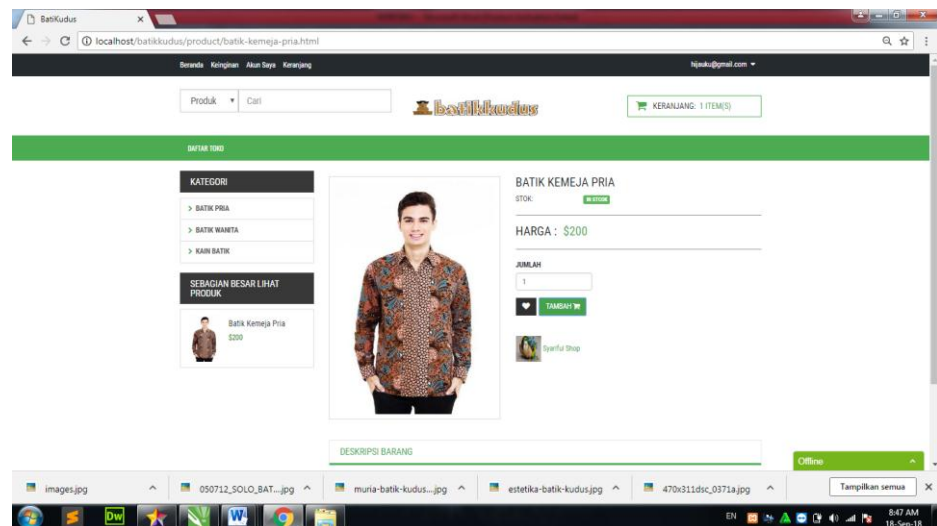 BatiKudus
localhost/batikkudus/product/batik-kemeja-pria.html
Beranda Keinginan Akun Saya Keranjang
hijauku@gmail.com
Produk Cari
batikkudus
KERANJANG: 1 ITEM(S)
DAFTAR TOKO
KATEGORI
> BATIK PRIA
> BATIK WANITA
> KAIN BATIK
SEBAGIAN BESAR LIHAT
PRODUK
Batik Kemeja Pria
$200
BATIK KEMEJA PRIA
STOK: IN STOCK
HARGA : $200
JUMLAH
1
TAMBAH
Syariful Shop
DESKRIPSI BARANG
Offline
images.jpg
050712_SOLO_BAT...jpg
muria-batik-kudus...jpg
estetika-batik-kudus.jpg
470x311dsc_0371a.jpg
Tampilkan semua
Dw
W
EN
8:47 AM
18-Sep-18